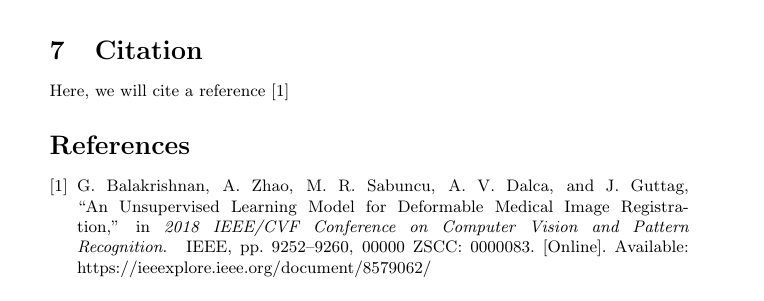 7 Citation
Here, we will cite a reference [1]
References
[1] G. Balakrishnan, A. Zhao, M. R. Sabuncu, A. V. Dalca, and J. Guttag,
“An Unsupervised Learning Model for Deformable Medical Image Registra-
tion,” in 2018 IEEE/CVF Conference on Computer Vision and Pattern
Recognition. IEEE, pp. 9252–9260, 00000 ZSCC: 0000083. [Online]. Available:
https://ieeexplore.ieee.org/document/8579062/